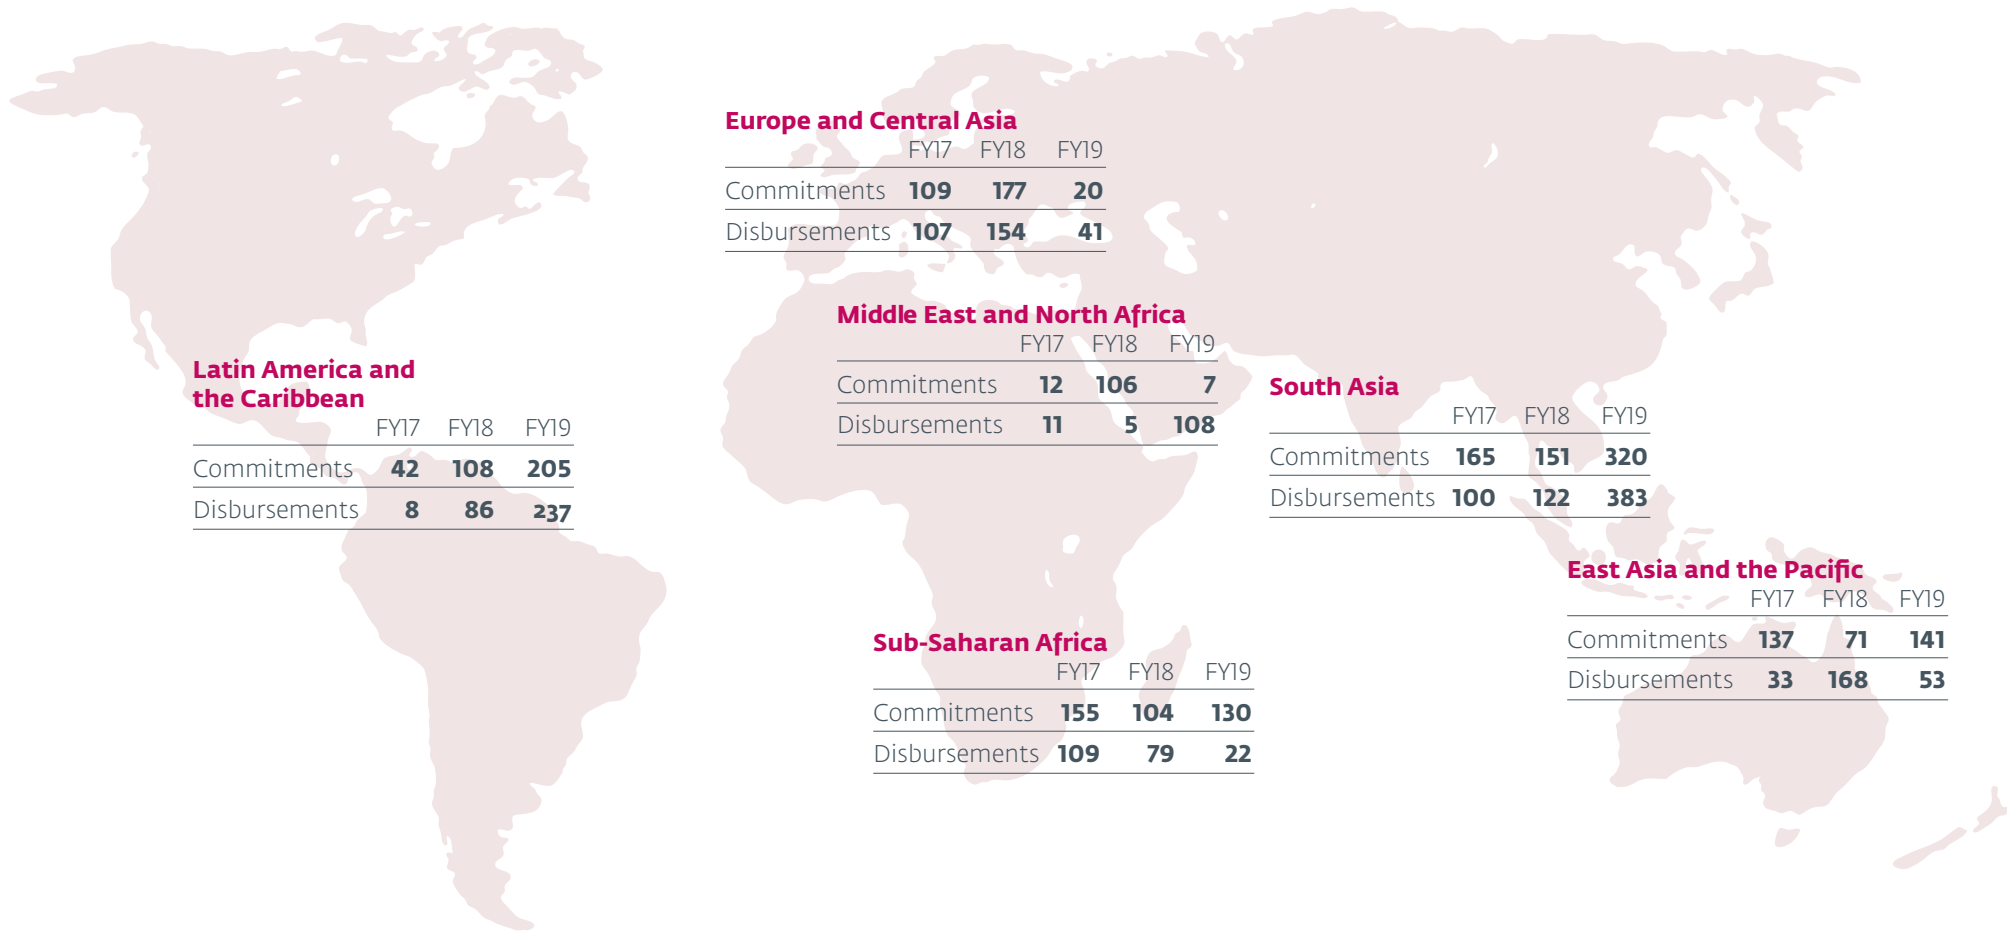 Europe and Central Asia
FY17 FY18 FY19
Commitments 109 177 20
Disbursements 107 154 41
Middle East and North Africa
FY17 FY18 FY19
Commitments 12 106 7
Disbursements 11 5 108
Latin America and
the Caribbean
FY17 FY18 FY19
Commitments 42 108 205
Disbursements 8 86 237
South Asia
FY17 FY18 FY19
Commitments 165 151 320
Disbursements 100 122 383
East Asia and the Pacific
FY17 FY18 FY19
Commitments 137 71 141
Disbursements 33 168 53
Sub-Saharan Africa
FY17 FY18 FY19
Commitments 155 104 130
Disbursements 109 79 22